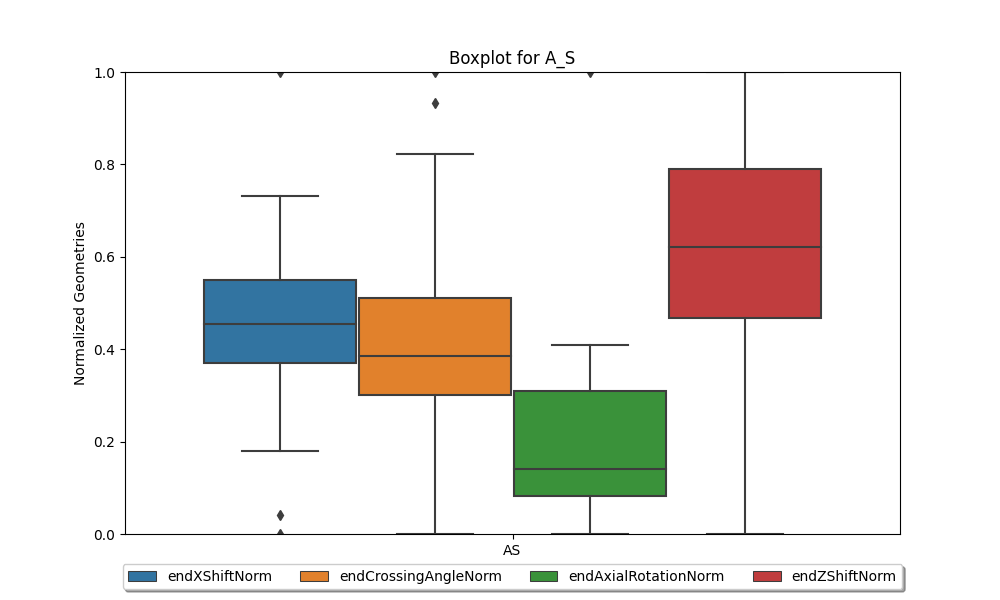 Boxplot for A_S
1.0
0.8
0.6
0.4
0.2
0.0
Normalized Geometries
AS
endXShiftNorm endCrossingAngleNorm endAxialRotationNorm endZShiftNorm